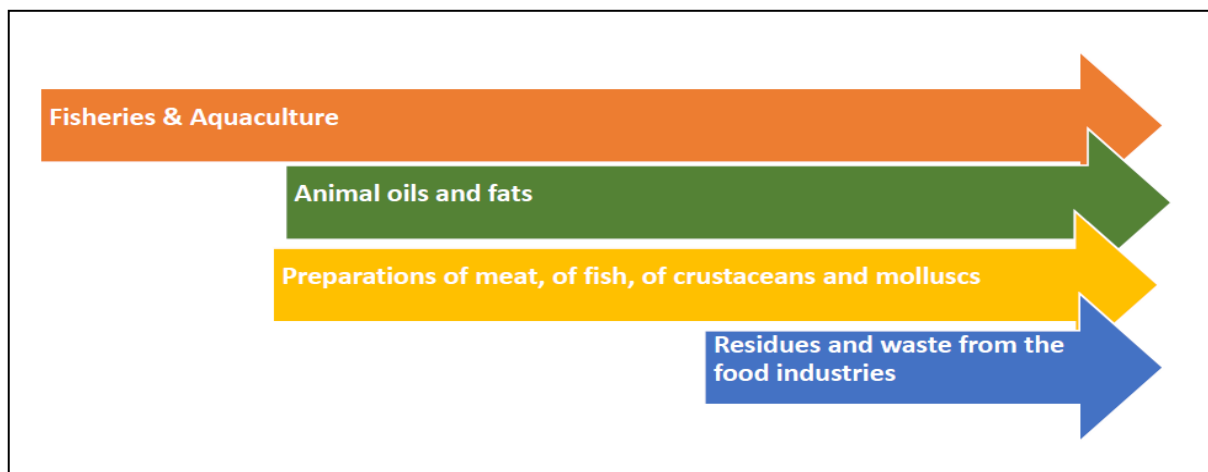 Fisheries & Aquaculture
Animal oils and fats
Preparations of meat, of fish, of crustaceans and molluscs
Residues and waste from the
food industries